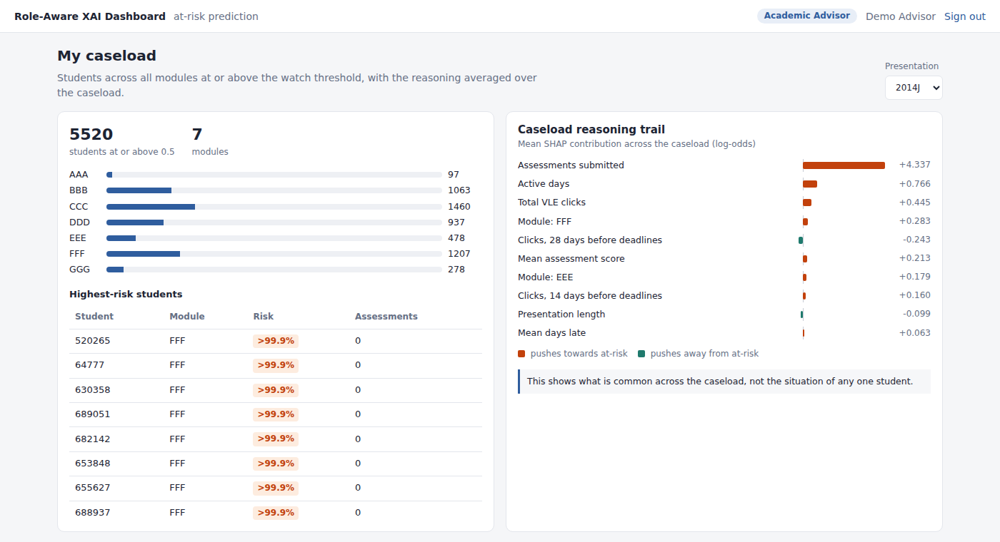 Role-Aware XAI Dashboard at-risk prediction
Academic Advisor Demo Advisor Sign out
My caseload
Students across all modules at or above the watch threshold, with the reasoning averaged over
the caseload.
Presentation
2014J
5520 7
students at or above 0.5 modules
AAA 97
BBB 1063
CCC 1460
DDD 937
EEE 478
FFF 1207
GGG 278
Highest-risk students
Student Module Risk Assessments
520265 FFF >99.9% 0
64777 FFF >99.9% 0
630358 FFF >99.9% 0
689051 FFF >99.9% 0
682142 FFF >99.9% 0
653848 FFF >99.9% 0
655627 FFF >99.9% 0
688937 FFF >99.9% 0
Caseload reasoning trail
Mean SHAP contribution across the caseload (log-odds)
Assessments submitted +4.337
Active days +0.766
Total VLE clicks +0.445
Module: FFF +0.283
Clicks, 28 days before deadlines -0.243
Mean assessment score +0.213
Module: EEE +0.179
Clicks, 14 days before deadlines +0.160
Presentation length -0.099
Mean days late +0.063
pushes towards at-risk pushes away from at-risk
This shows what is common across the caseload, not the situation of any one student.